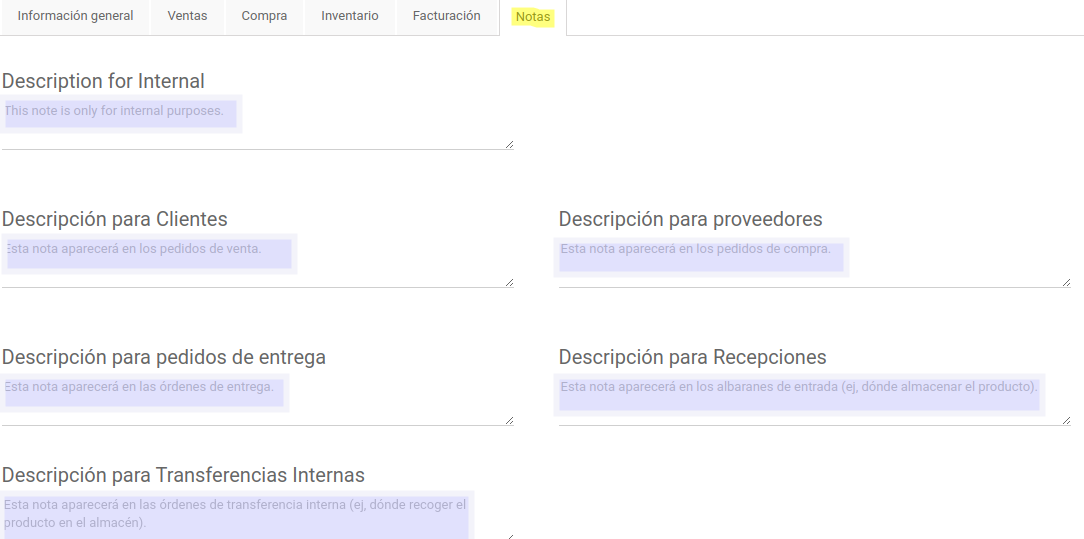 Información general Ventas Compra Inventario Facturación Notas
Description for Internal
This note is only for internal purposes.
Descripción para Clientes
Esta nota aparecerá en los pedidos de venta.
Descripción para proveedores
Esta nota aparecerá en los pedidos de compra.
Descripción para pedidos de entrega
Esta nota aparecerá en las órdenes de entrega.
Descripción para Recepciones
Esta nota aparecerá en los albaranes de entrada (ej, dónde almacenar el producto).
Descripción para Transferencias Internas
Esta nota aparecerá en las órdenes de transferencia interna (ej, dónde recoger el
producto en el almacén).